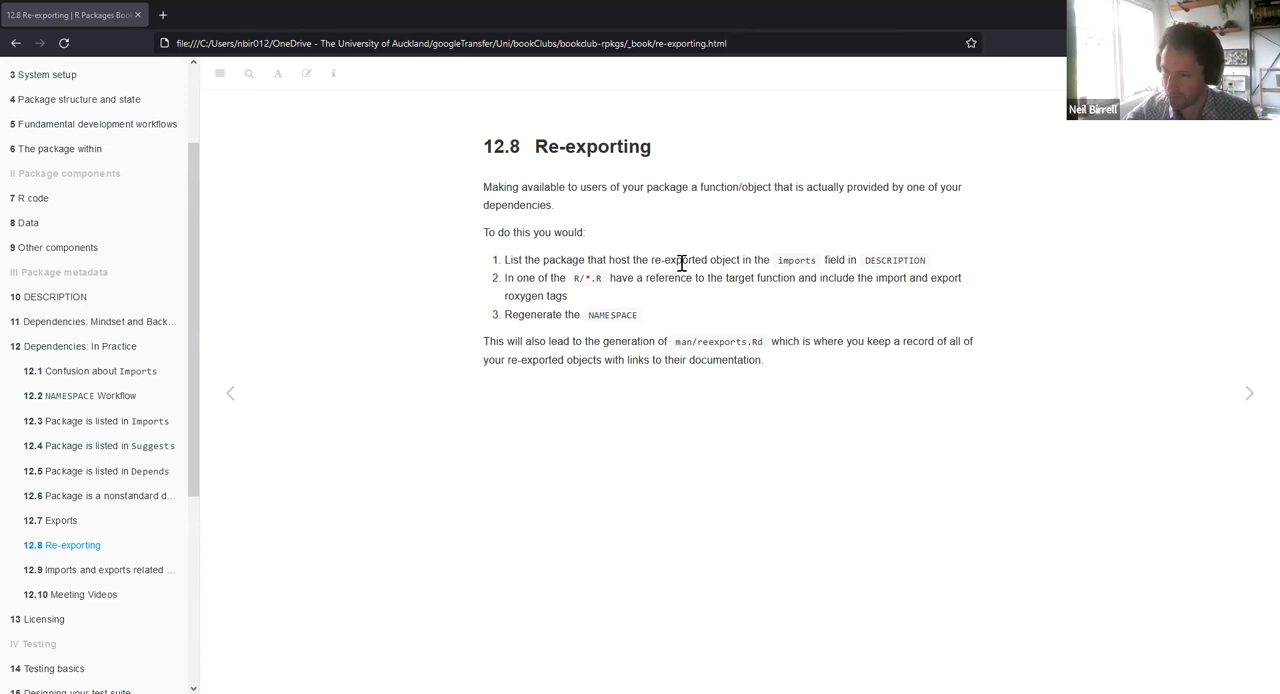 12.8 Re-exporting | R Packages Boo
file:///C:/Users/nbir012/OneDrive - The University of Auckland/googleTransfer/Uni/bookClubs/bookclub-rpkgs/_book/re-exporting.html
Neil Birrell
3 System setup
4 Package structure and state
5 Fundamental development workflows
6 The package within
II Package components
7 R code
8 Data
9 Other components
III Package metadata
10 DESCRIPTION
11 Dependencies: Mindset and Back…
12 Dependencies: In Practice
12.1 Confusion about Imports
12.2 NAMESPACE Workflow
12.3 Package is listed in Imports
12.4 Package is listed in Suggests
12.5 Package is listed in Depends
12.6 Package is a nonstandard d…
12.7 Exports
12.8 Re-exporting
12.9 Imports and exports related …
12.10 Meeting Videos
13 Licensing
IV Testing
14 Testing basics
15 Designing your test suite
12.8 Re-exporting
Making available to users of your package a function/object that is actually provided by one of your
dependencies.
To do this you would:
1. List the package that host the re-exported object in the imports field in DESCRIPTION
2. In one of the R/*.R have a reference to the target function and include the import and export
roxygen tags
3. Regenerate the NAMESPACE
This will also lead to the generation of man/reexports.Rd which is where you keep a record of all of
your re-exported objects with links to their documentation.